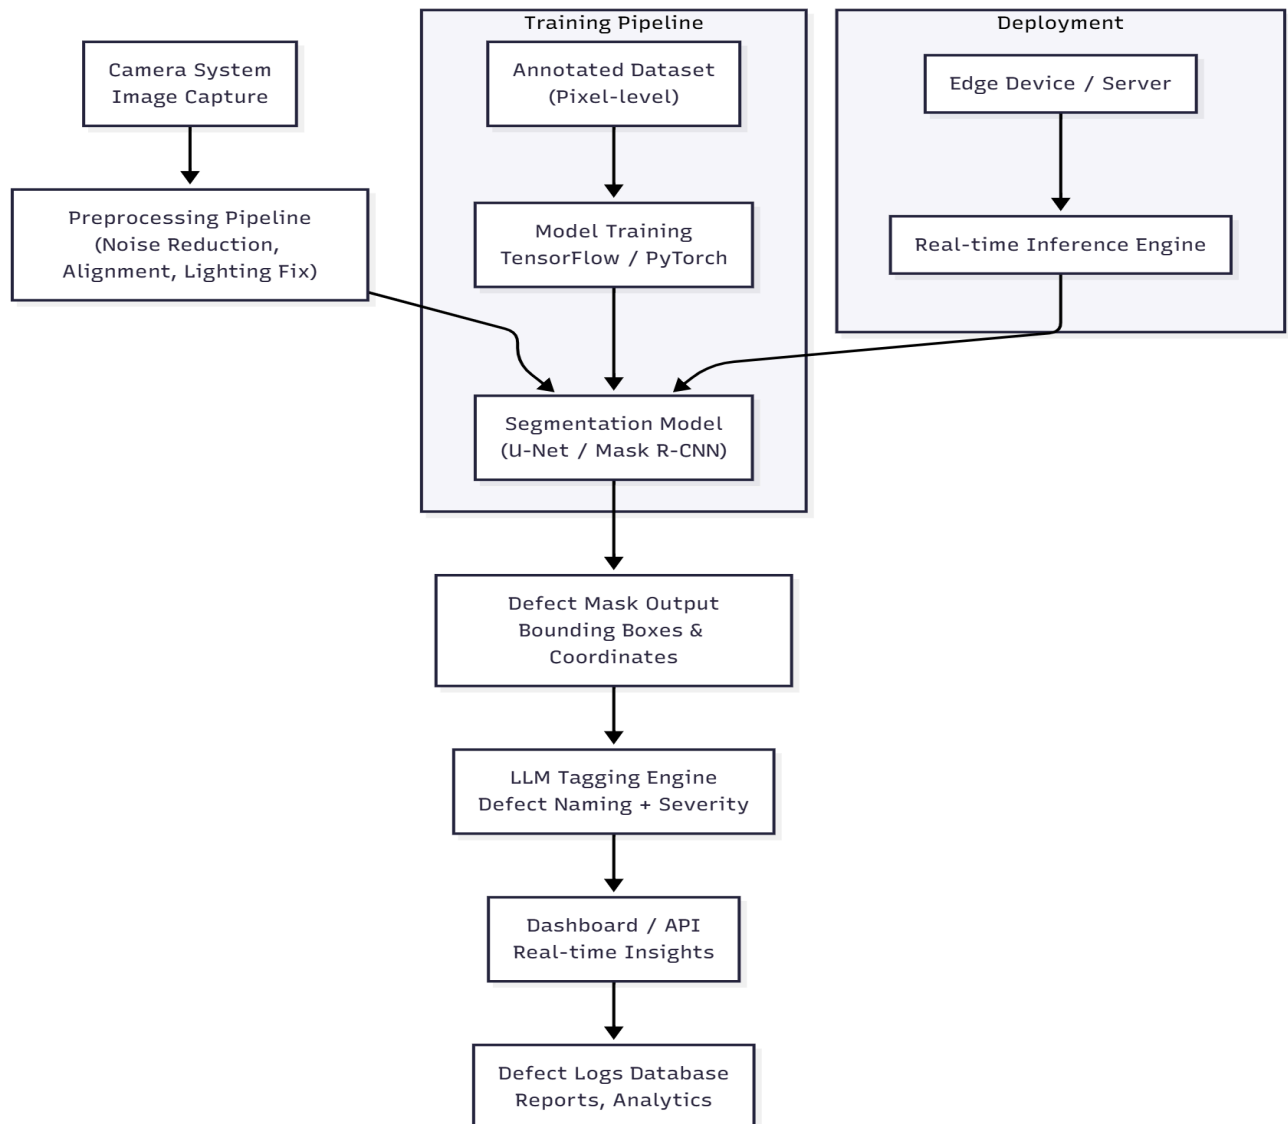 Camera System
Image Capture
Preprocessing Pipeline
(Noise Reduction,
Alignment, Lighting Fix)
Training Pipeline
Annotated Dataset
(Pixel-level)
Model Training
TensorFlow / PyTorch
Segmentation Model
(U-Net / Mask R-CNN)
Deployment
Edge Device / Server
Real-time Inference Engine
Defect Mask Output
Bounding Boxes &
Coordinates
LLM Tagging Engine
Defect Naming + Severity
Dashboard / API
Real-time Insights
Defect Logs Database
Reports, Analytics